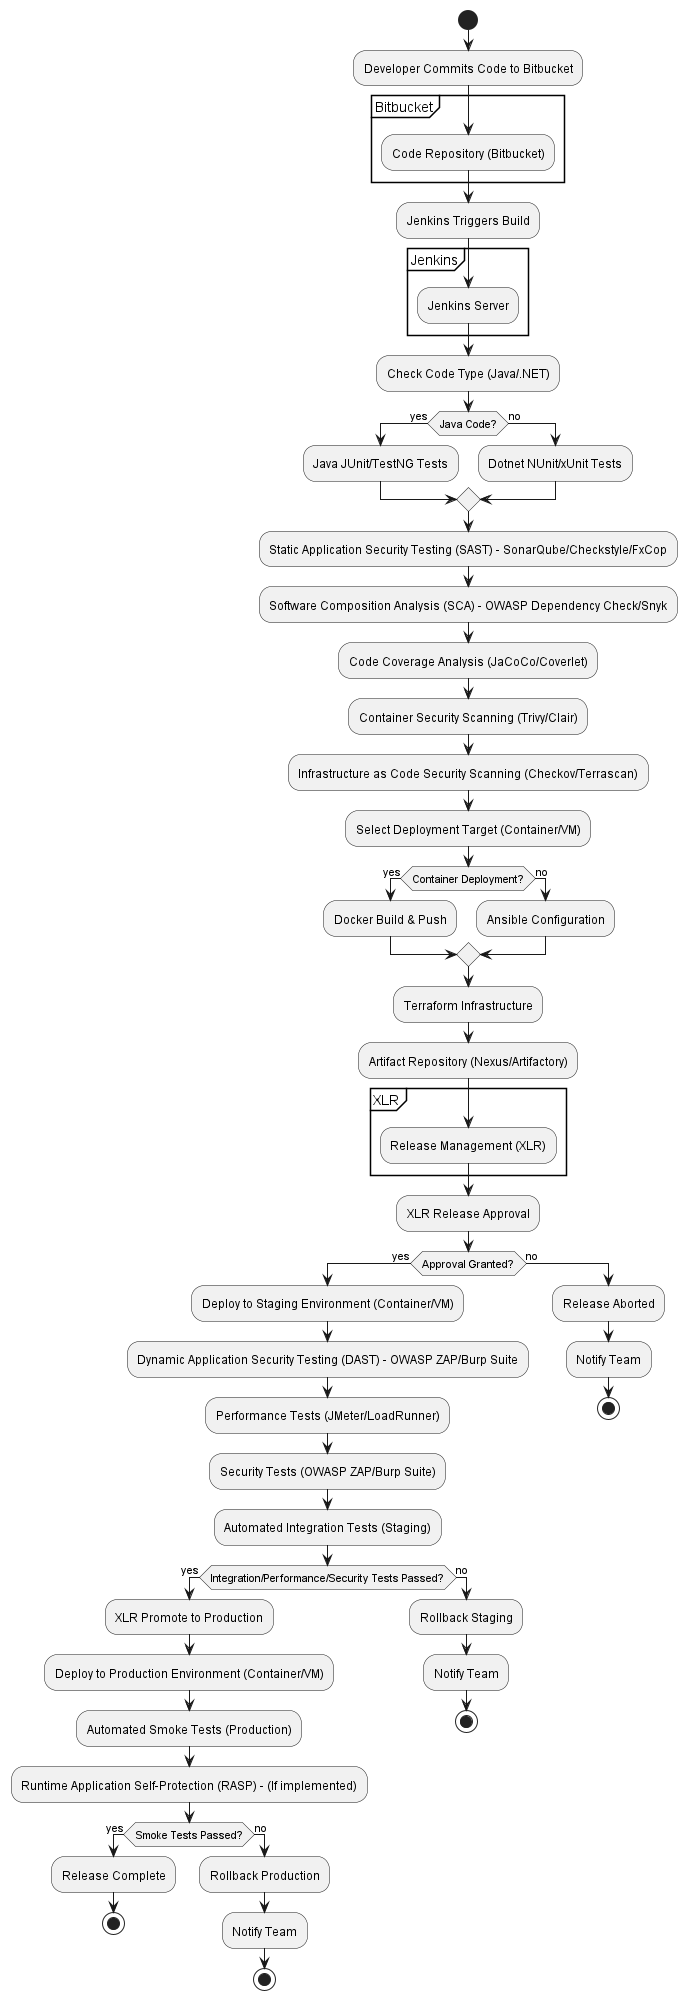 Developer Commits Code to Bitbucket
Bitbucket
Code Repository (Bitbucket)
Jenkins Triggers Build
Jenkins
Jenkins Server
Check Code Type (Java/.NET)
yes
Java Code?
no
Java JUnit/TestNG Tests
Dotnet NUnit/xUnit Tests
Static Application Security Testing (SAST) - SonarQube/Checkstyle/FxCop
Software Composition Analysis (SCA) - OWASP Dependency Check/Snyk
Code Coverage Analysis (JaCoCo/Coverlet)
Container Security Scanning (Trivy/Clair)
Infrastructure as Code Security Scanning (Checkov/Terrascan)
Select Deployment Target (Container/VM)
yes
Container Deployment?
no
Docker Build & Push
Ansible Configuration
Terraform Infrastructure
Artifact Repository (Nexus/Artifactory)
XLR
Release Management (XLR)
XLR Release Approval
yes
Approval Granted?
no
Deploy to Staging Environment (Container/VM)
Release Aborted
Dynamic Application Security Testing (DAST) - OWASP ZAP/Burp Suite
Notify Team
Performance Tests (JMeter/LoadRunner)
Security Tests (OWASP ZAP/Burp Suite)
Automated Integration Tests (Staging)
yes
Integration/Performance/Security Tests Passed?
no
XLR Promote to Production
Rollback Staging
Deploy to Production Environment (Container/VM)
Notify Team
Automated Smoke Tests (Production)
Runtime Application Self-Protection (RASP) - (If implemented)
yes
Smoke Tests Passed?
no
Release Complete
Rollback Production
Notify Team